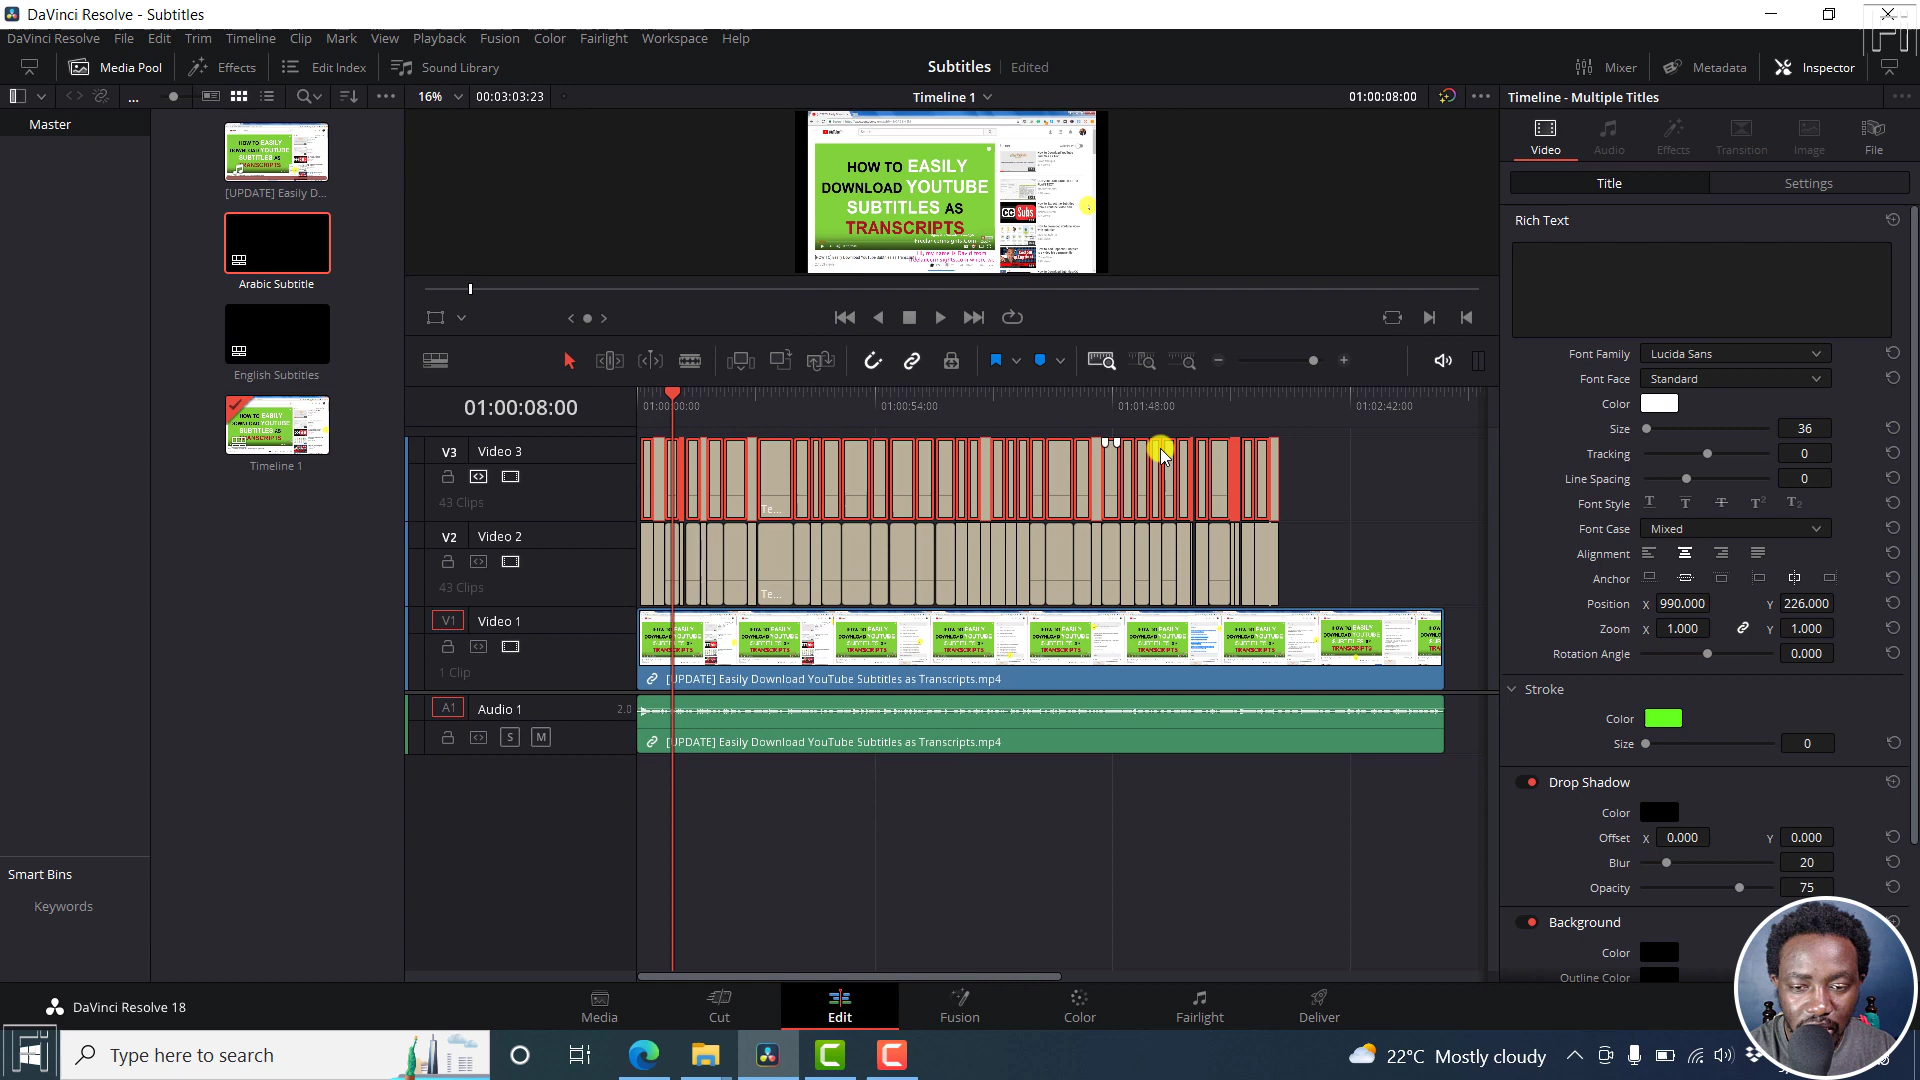 DaVinci Resolve - Subtitles
DaVinci Resolve File Edit Trim Timeline Clip Mark View Playback Fusion Color Fairlight Workspace Help
Media Pool Effects Edit Index Sound Library Subtitles Edited Mixer Metadata Inspector
16% 00:03:03:23 Timeline 1 01:00:08:00 Timeline - Multiple Titles
Master
Video Audio Effects Transition Image File
Title Settings
[UPDATE] Easily D...
Arabic Subtitle
English Subtitles
Timeline 1
HOW TO EASILY
DOWNLOAD YOUTUBE
SUBTITLES AS
TRANSCRIPTS
Rich Text
Font Family Lucida Sans
Font Face Standard
Color
Size 36
Tracking 0
Line Spacing 0
Font Style
Font Case Mixed
Alignment
Anchor
Position X 990.000 Y 226.000
Zoom X 1.000 Y 1.000
Rotation Angle 0.000
Stroke
Color
Size 0
Drop Shadow
Color
Offset X 0.000 Y 0.000
Blur 20
Opacity 75
Background
Color
Outline Color
01:00:08:00
01:00:00:00 01:00:54:00 01:01:48:00 01:02:42:00
V3 Video 3
43 Clips
Te...
V2 Video 2
43 Clips
Te...
V1 Video 1
1 Clip
[UPDATE] Easily Download YouTube Subtitles as Transcripts.mp4
A1 Audio 1 2.0
S M
[UPDATE] Easily Download YouTube Subtitles as Transcripts.mp4
Smart Bins
Keywords
DaVinci Resolve 18
Media Cut Edit Fusion Color Fairlight Deliver
Type here to search
22°C Mostly cloudy